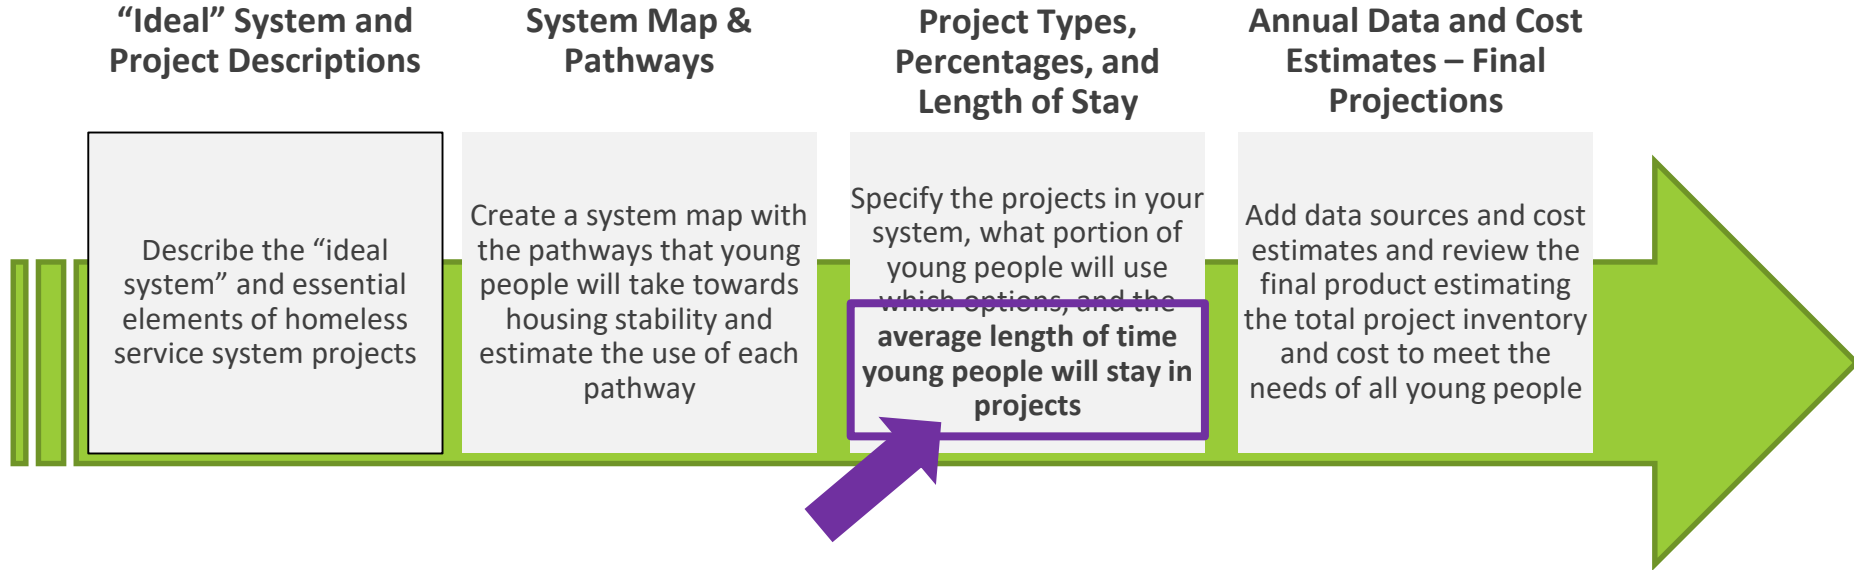 “Ideal” System and
Project Descriptions
Describe the “ideal
system” and essential
elements of homeless
service system projects
System Map &
Pathways
Create a system map with
the pathways that young
people will take towards
housing stability and
estimate the use of each
pathway
Project Types,
Percentages, and
Length of Stay
Specify the projects in your
system, what portion of
young people will use
which options, and the
average length of time
young people will stay in
projects
Annual Data and Cost
Estimates – Final
Projections
Add data sources and cost
estimates and review the
final product estimating
the total project inventory
and cost to meet the
needs of all young people